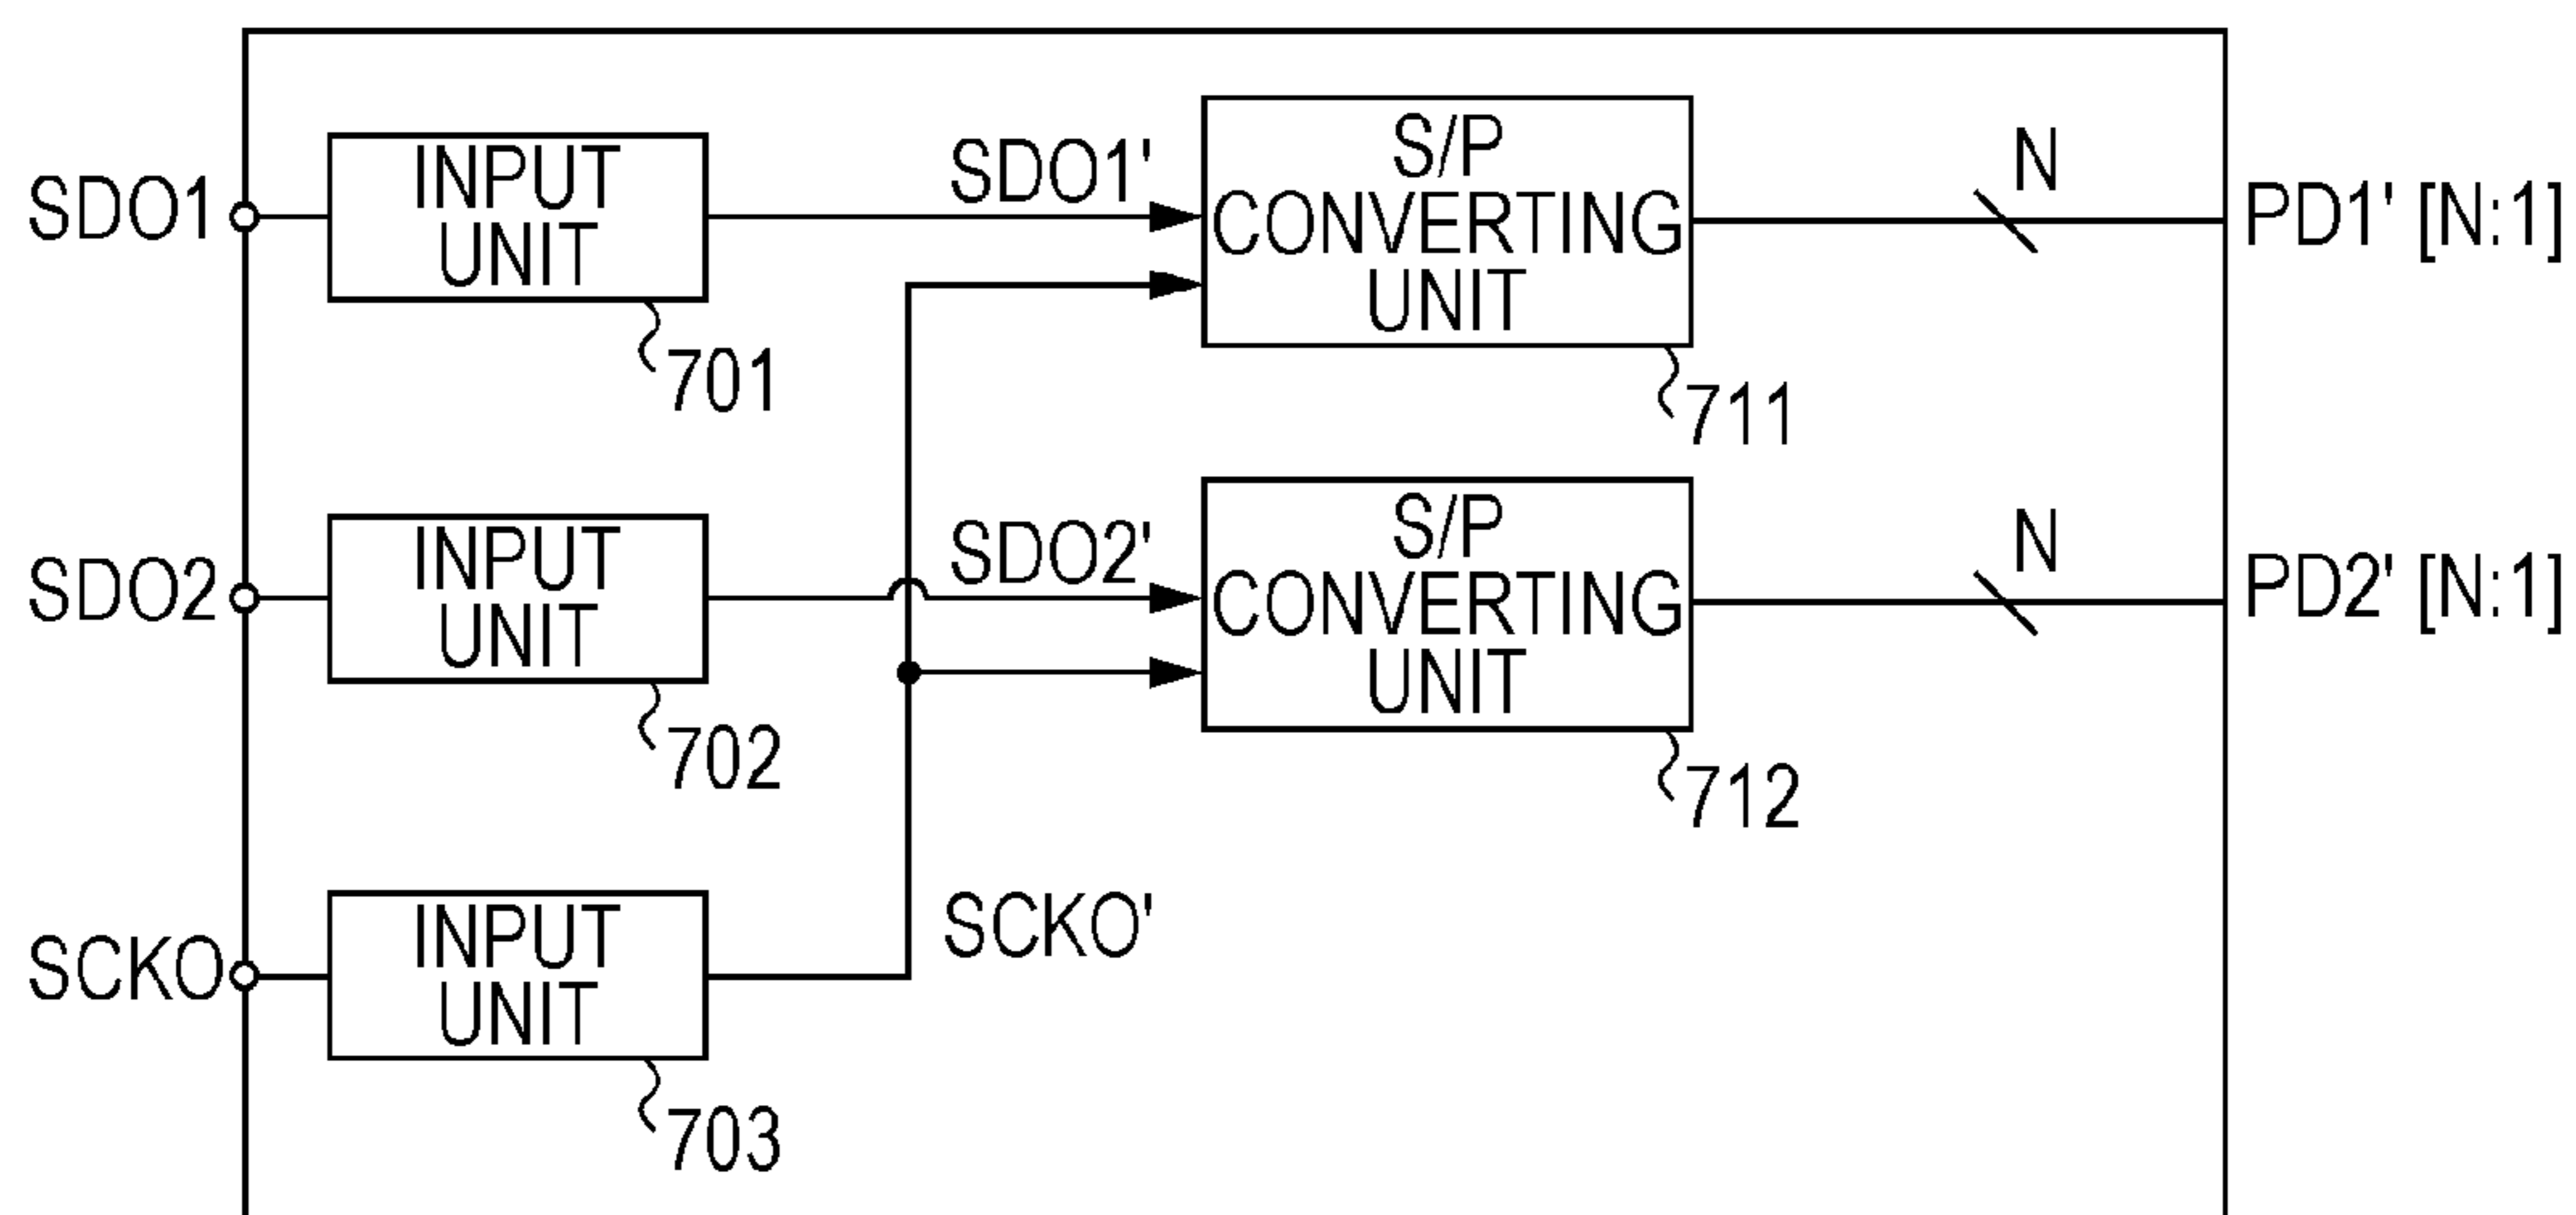 SDO1
INPUT
UNIT
701
SDO1'
S/P
CONVERTING
UNIT
711
N
PD1' [N:1]
SDO2
INPUT
UNIT
702
SDO2'
S/P
CONVERTING
UNIT
712
N
PD2' [N:1]
SCKO
INPUT
UNIT
703
SCKO'